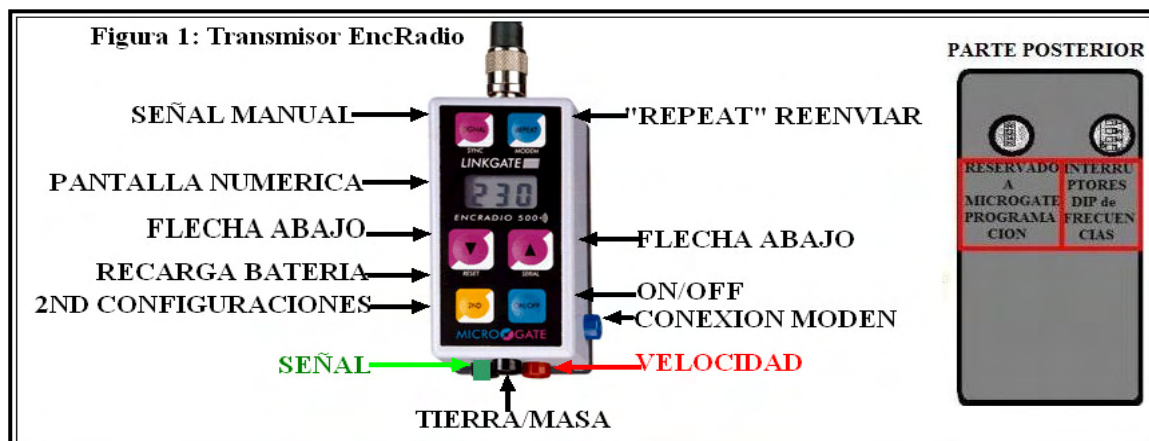 Figura 1: Transmisor EncRadio
PARTE POSTERIOR
SEÑAL MANUAL
"REPEAT" REENVIAR
SIGNAL
REPEAT
SYNC
MODEM
LINKGATE
PANTALLA NUMERICA
230
ENCRADIO 500
FLECHA ABAJO
FLECHA ABAJO
RESET
SERIAL
RECARGA BATERIA
2ND CONFIGURACIONES
ON/OFF
2ND
ON/OFF
CONEXION MODEN
MICRO GATE
SEÑAL
VELOCIDAD
TIERRA/MASA
RESERVADO
A
MICROGATE
PROGRAMA
CION
INTERRU
PTORES
DIP de
FRECUEN
CIAS